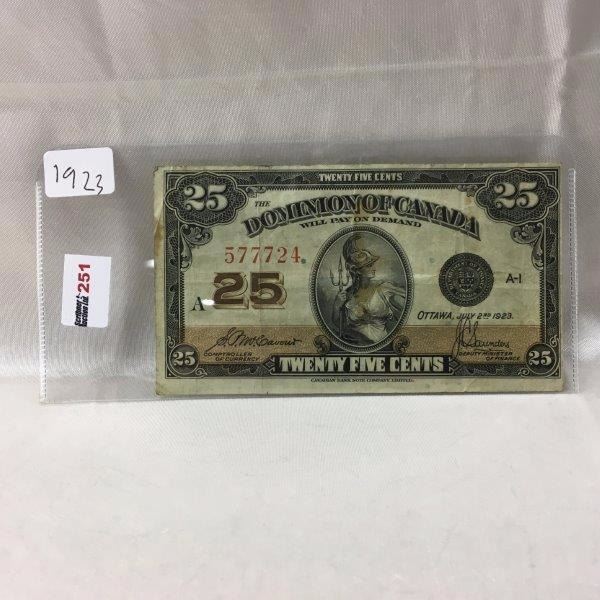 1923
251
TWENTY FIVE CENTS
25 25
THE
DOMINION OF CANADA
WILL PAY ON DEMAND
577724
A 25
A-1
OTTAWA, JULY 2ND 1923.
COMPTROLLER
OF CURRENCY
J.C. Saunders
DEPUTY MINISTER
OF FINANCE
25 TWENTY FIVE CENTS 25
CANADIAN BANK NOTE COMPANY, LIMITED.